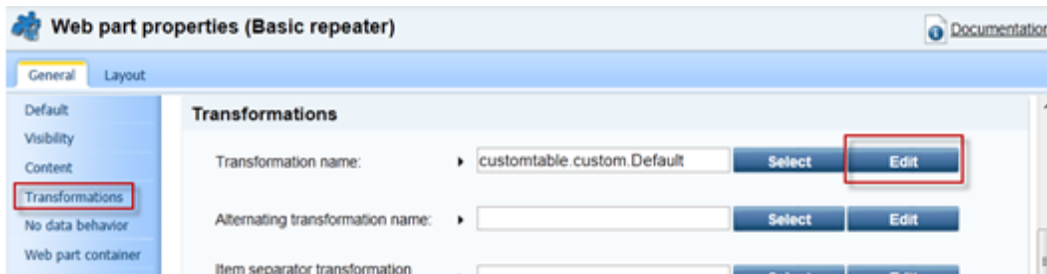 Web part properties (Basic repeater)
Documentation
General Layout
Default
Visibility
Content
Transformations
No data behavior
Web part container
Transformations
Transformation name: customtable.custom.Default Select Edit
Alternating transformation name: Select Edit
Item separator transformation